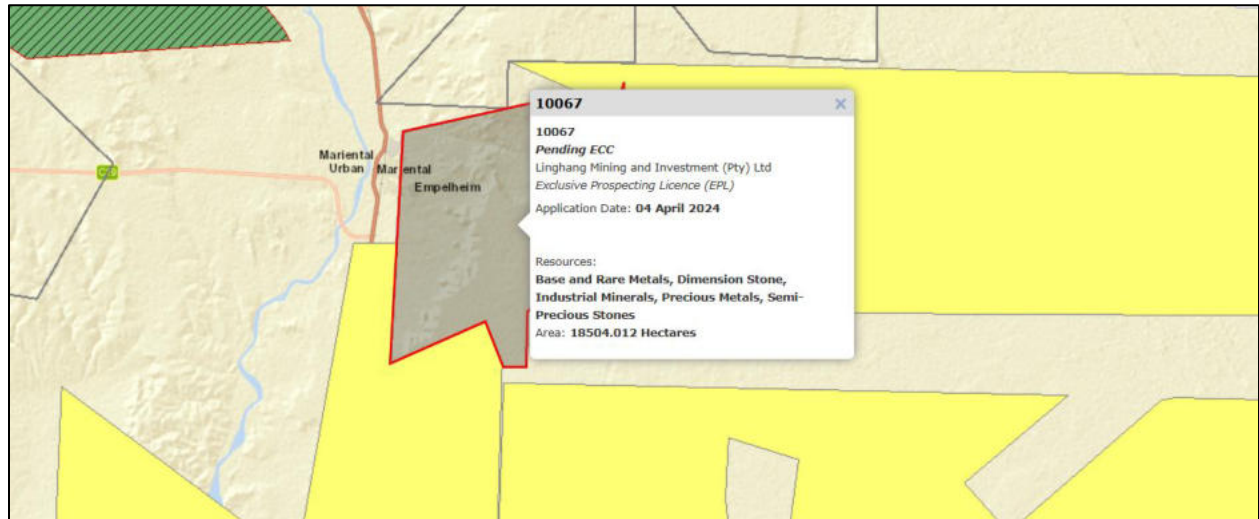 10067
×
10067
Pending ECC
Linghang Mining and Investment (Pty) Ltd
Exclusive Prospecting Licence (EPL)
Application Date: 04 April 2024
Resources:
Base and Rare Metals, Dimension Stone,
Industrial Minerals, Precious Metals, Semi-
Precious Stones
Area: 18504.012 Hectares
Mariental
Urban
Mariental
Empelheim